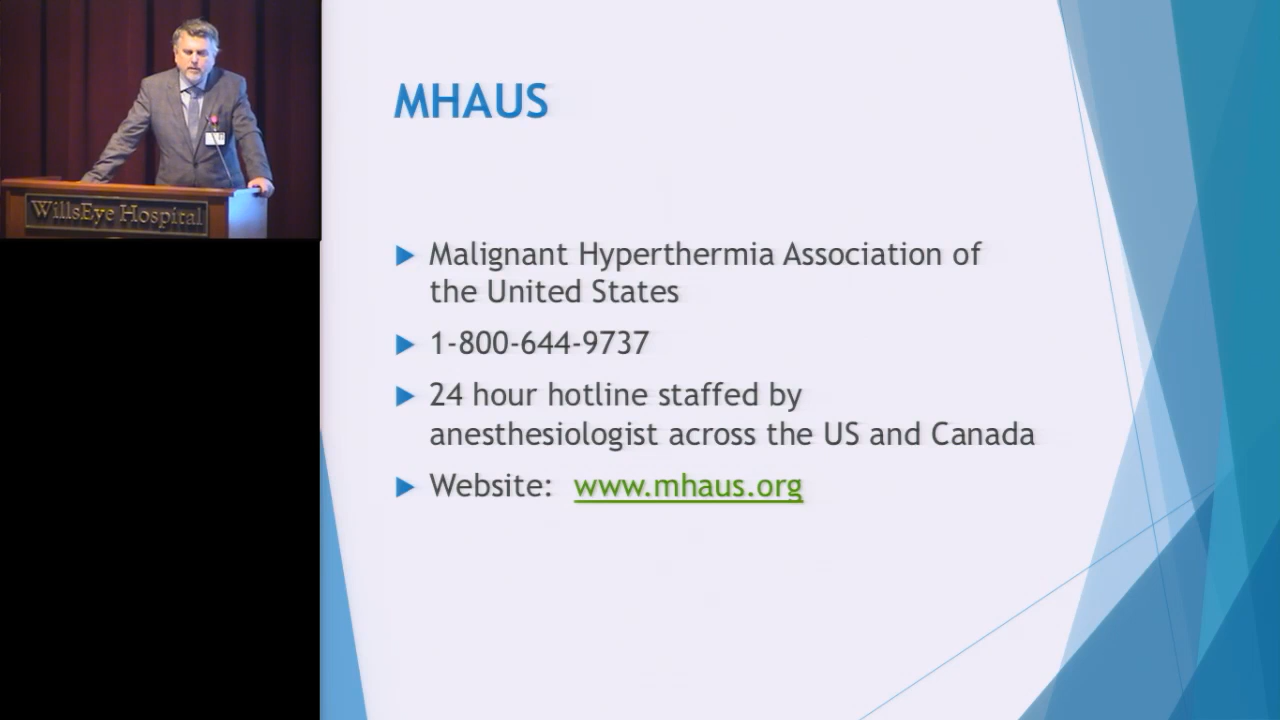 WillsEye Hospital
MHAUS
Malignant Hyperthermia Association of
the United States
1-800-644-9737
24 hour hotline staffed by
anesthesiologist across the US and Canada
Website: www.mhaus.org